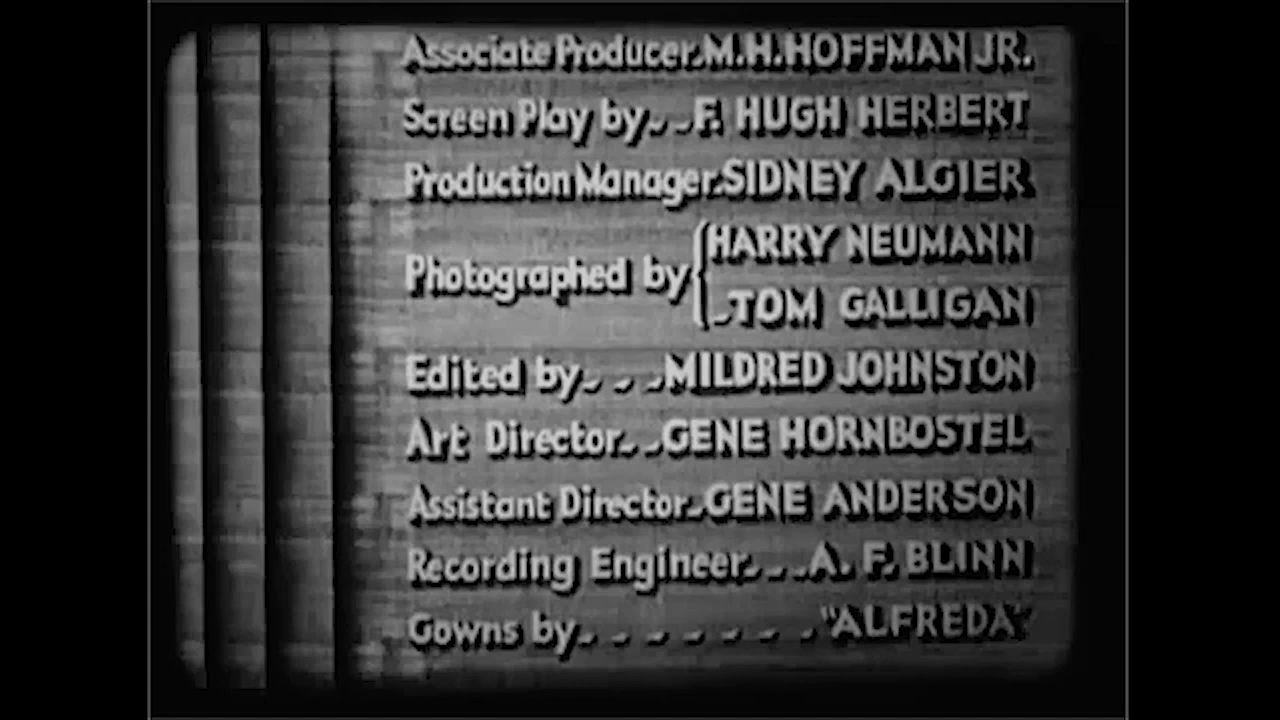 Associate Producer.M.H.HOFFMAN JR.
Screen Play by..F. HUGH HERBERT
Production Manager.SIDNEY ALGIER
Photographed by {HARRY NEUMANN
.TOM GALLIGAN
Edited by. . .MILDRED JOHNSTON
Art Director. .GENE HORNBOSTEL
Assistant Director.GENE ANDERSON
Recording Engineer. . .A. F. BLINN
Gowns by. . . . . . . ."ALFREDA"